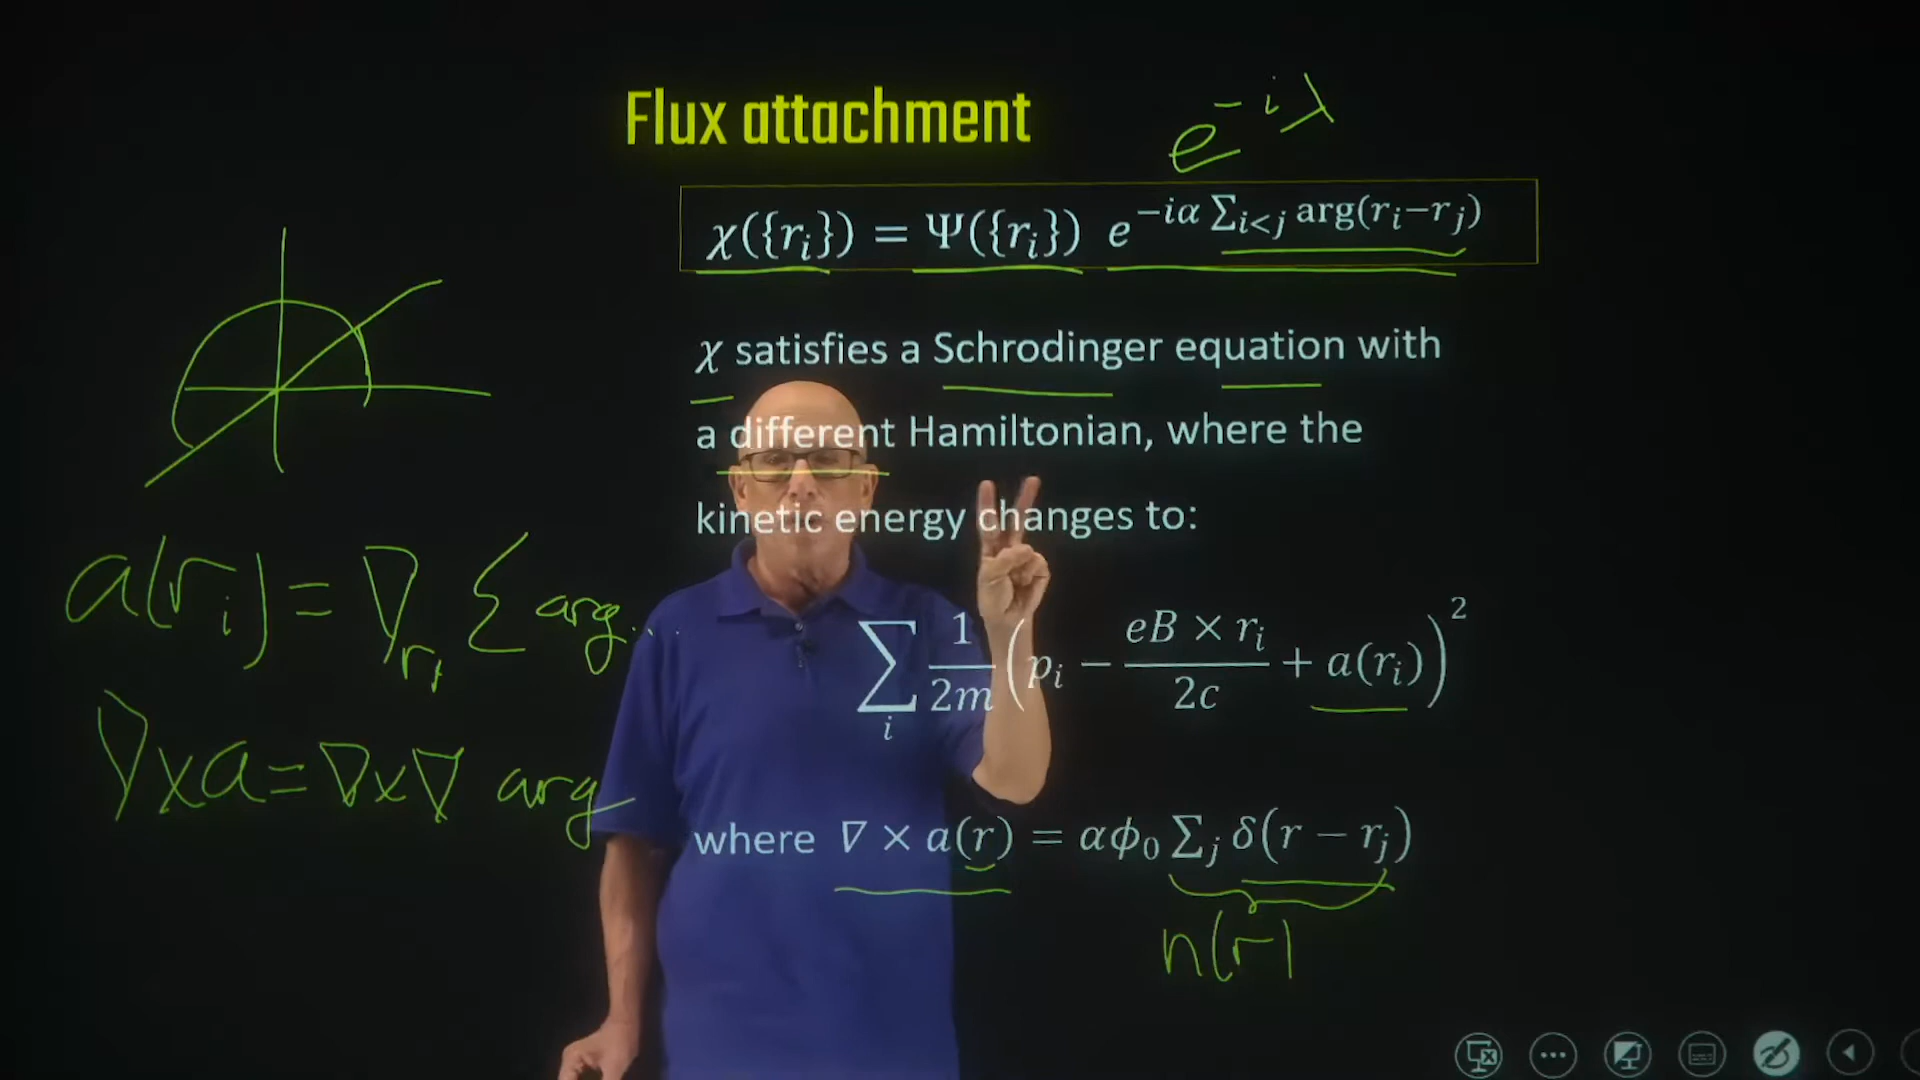 Flux attachment
e^{-iλ}
χ({r_i}) = Ψ({r_i}) e^{-iα Σ_{i<j} arg(r_i−r_j)}
χ satisfies a Schrodinger equation with
a different Hamiltonian, where the
kinetic energy changes to:
a(r_i) = ∇_{r_i} Σ arg...
Σ_i 1/2m (p_i − eB × r_i / 2c + a(r_i))^2
∇×a = ∇×∇ arg
where ∇ × a(r) = αϕ_0 Σ_j δ(r − r_j)
n(r)